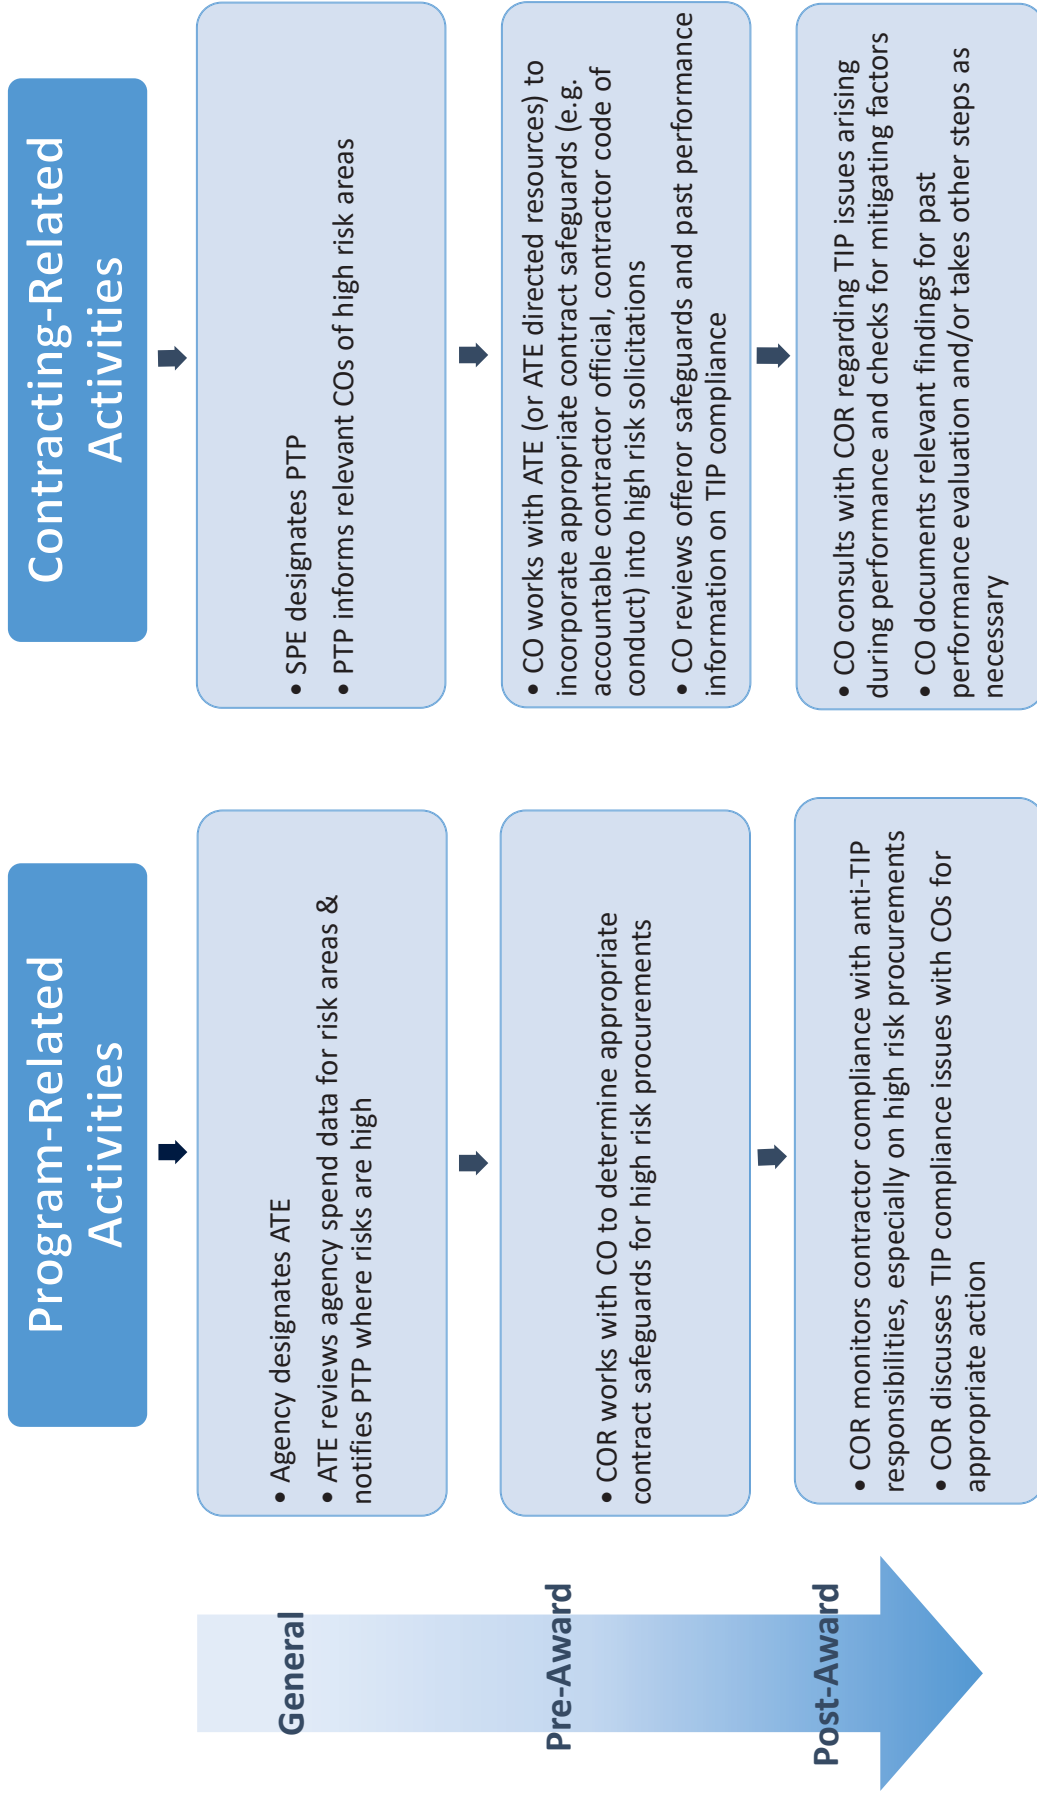 Program-Related
Activities
Contracting-Related
Activities
General
• Agency designates ATE
• ATE reviews agency spend data for risk areas &
notifies PTP where risks are high
• SPE designates PTP
• PTP informs relevant COs of high risk areas
Pre-Award
• COR works with CO to determine appropriate
contract safeguards for high risk procurements
• CO works with ATE (or ATE directed resources) to
incorporate appropriate contract safeguards (e.g.
accountable contractor official, contractor code of
conduct) into high risk solicitations
• CO reviews offeror safeguards and past performance
information on TIP compliance
Post-Award
• COR monitors contractor compliance with anti-TIP
responsibilities, especially on high risk procurements
• COR discusses TIP compliance issues with COs for
appropriate action
• CO consults with COR regarding TIP issues arising
during performance and checks for mitigating factors
• CO documents relevant findings for past
performance evaluation and/or takes other steps as
necessary